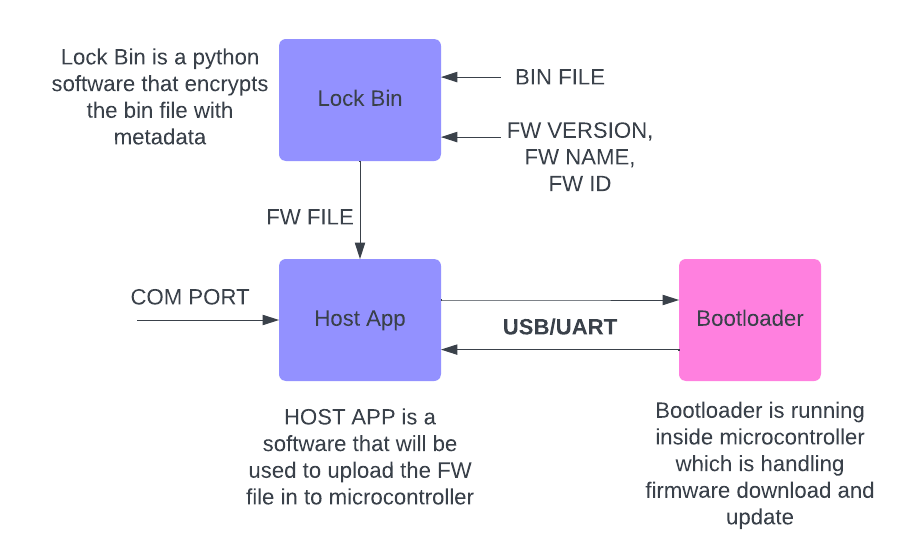 Lock Bin is a python
software that encrypts
the bin file with
metadata
Lock Bin
BIN FILE
FW VERSION,
FW NAME,
FW ID
FW FILE
COM PORT
Host App
USB/UART
Bootloader
HOST APP is a
software that will be
used to upload the FW
file in to microcontroller
Bootloader is running
inside microcontroller
which is handling
firmware download and
update